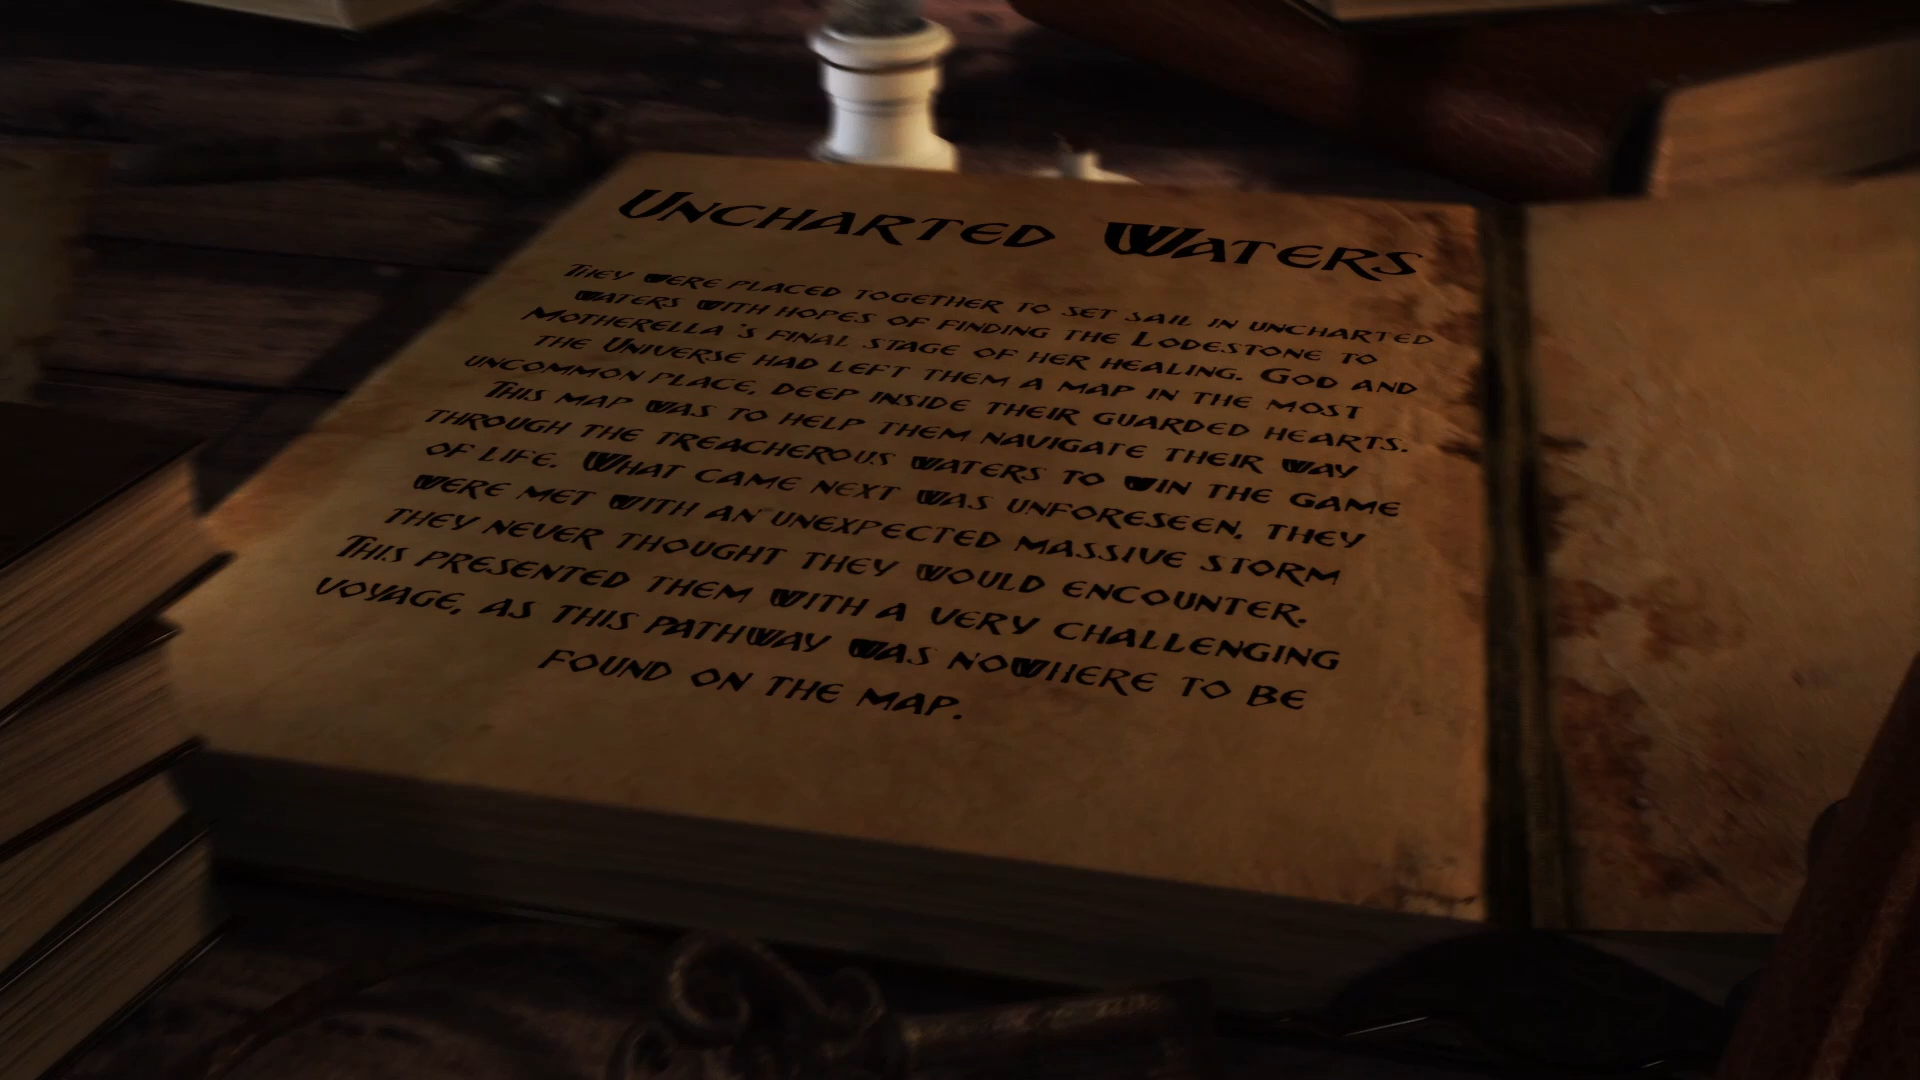 Uncharted Waters
They were placed together to set sail in uncharted
waters with hopes of finding the Lodestone to
Motherella 's final stage of her healing. God and
the Universe had left them a map in the most
uncommon place, deep inside their guarded hearts.
This map was to help them navigate their way
through the treacherous waters to win the game
of life. What came next was unforeseen, they
were met with an unexpected massive storm
they never thought they would encounter.
This presented them with a very challenging
voyage, as this pathway was nowhere to be
found on the map.